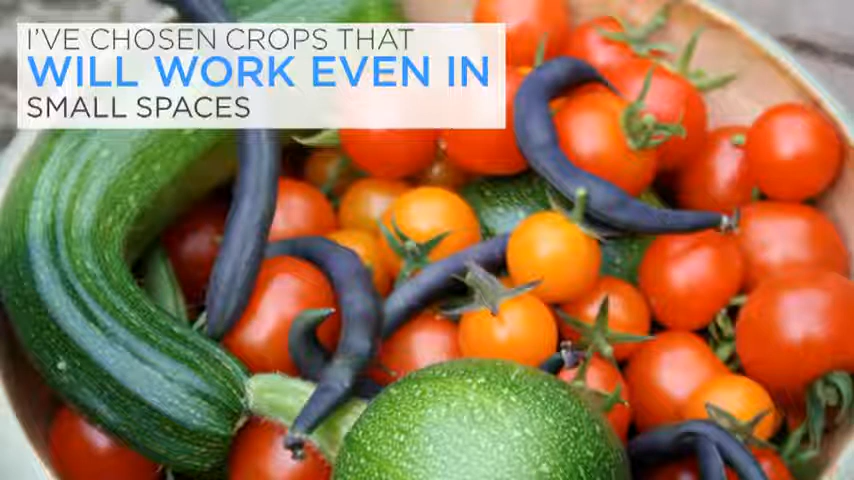 I'VE CHOSEN CROPS THAT
WILL WORK EVEN IN
SMALL SPACES